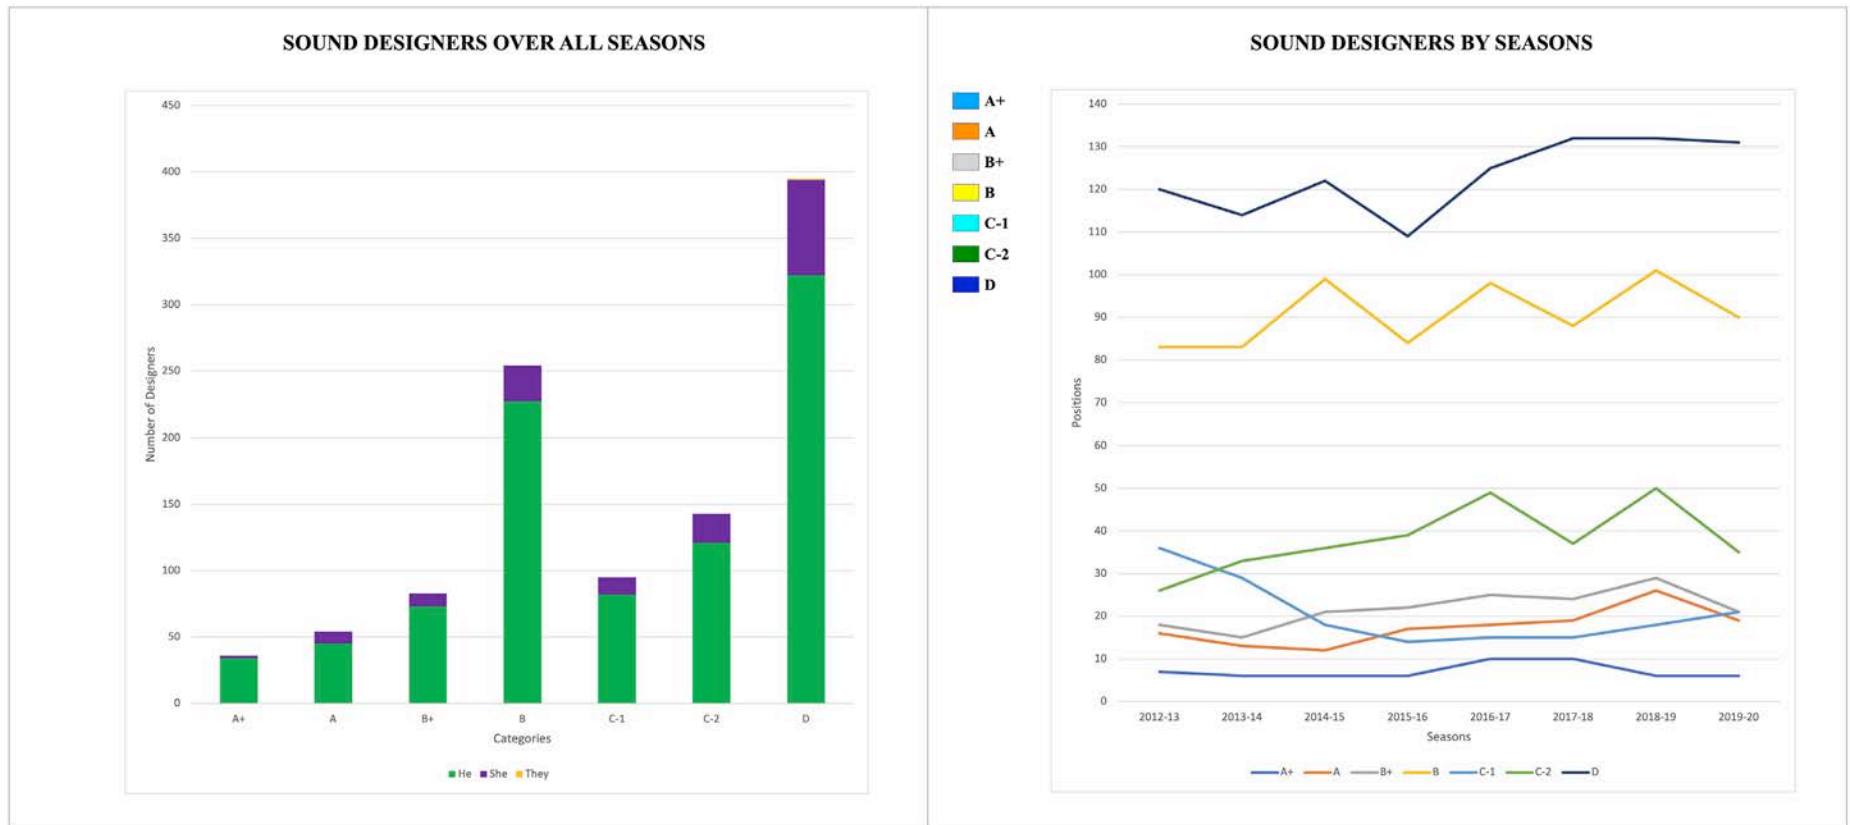 SOUND DESIGNERS OVER ALL SEASONS
450
400
350
300
250
200
150
100
50
0
Number of Designers
A+ A B+ B C-1 C-2 D
Categories
He She They
SOUND DESIGNERS BY SEASONS
A+
A
B+
B
C-1
C-2
D
140
130
120
110
100
90
80
70
60
50
40
30
20
10
0
Positions
2012-13 2013-14 2014-15 2015-16 2016-17 2017-18 2018-19 2019-20
Seasons
A+ A B+ B C-1 C-2 D